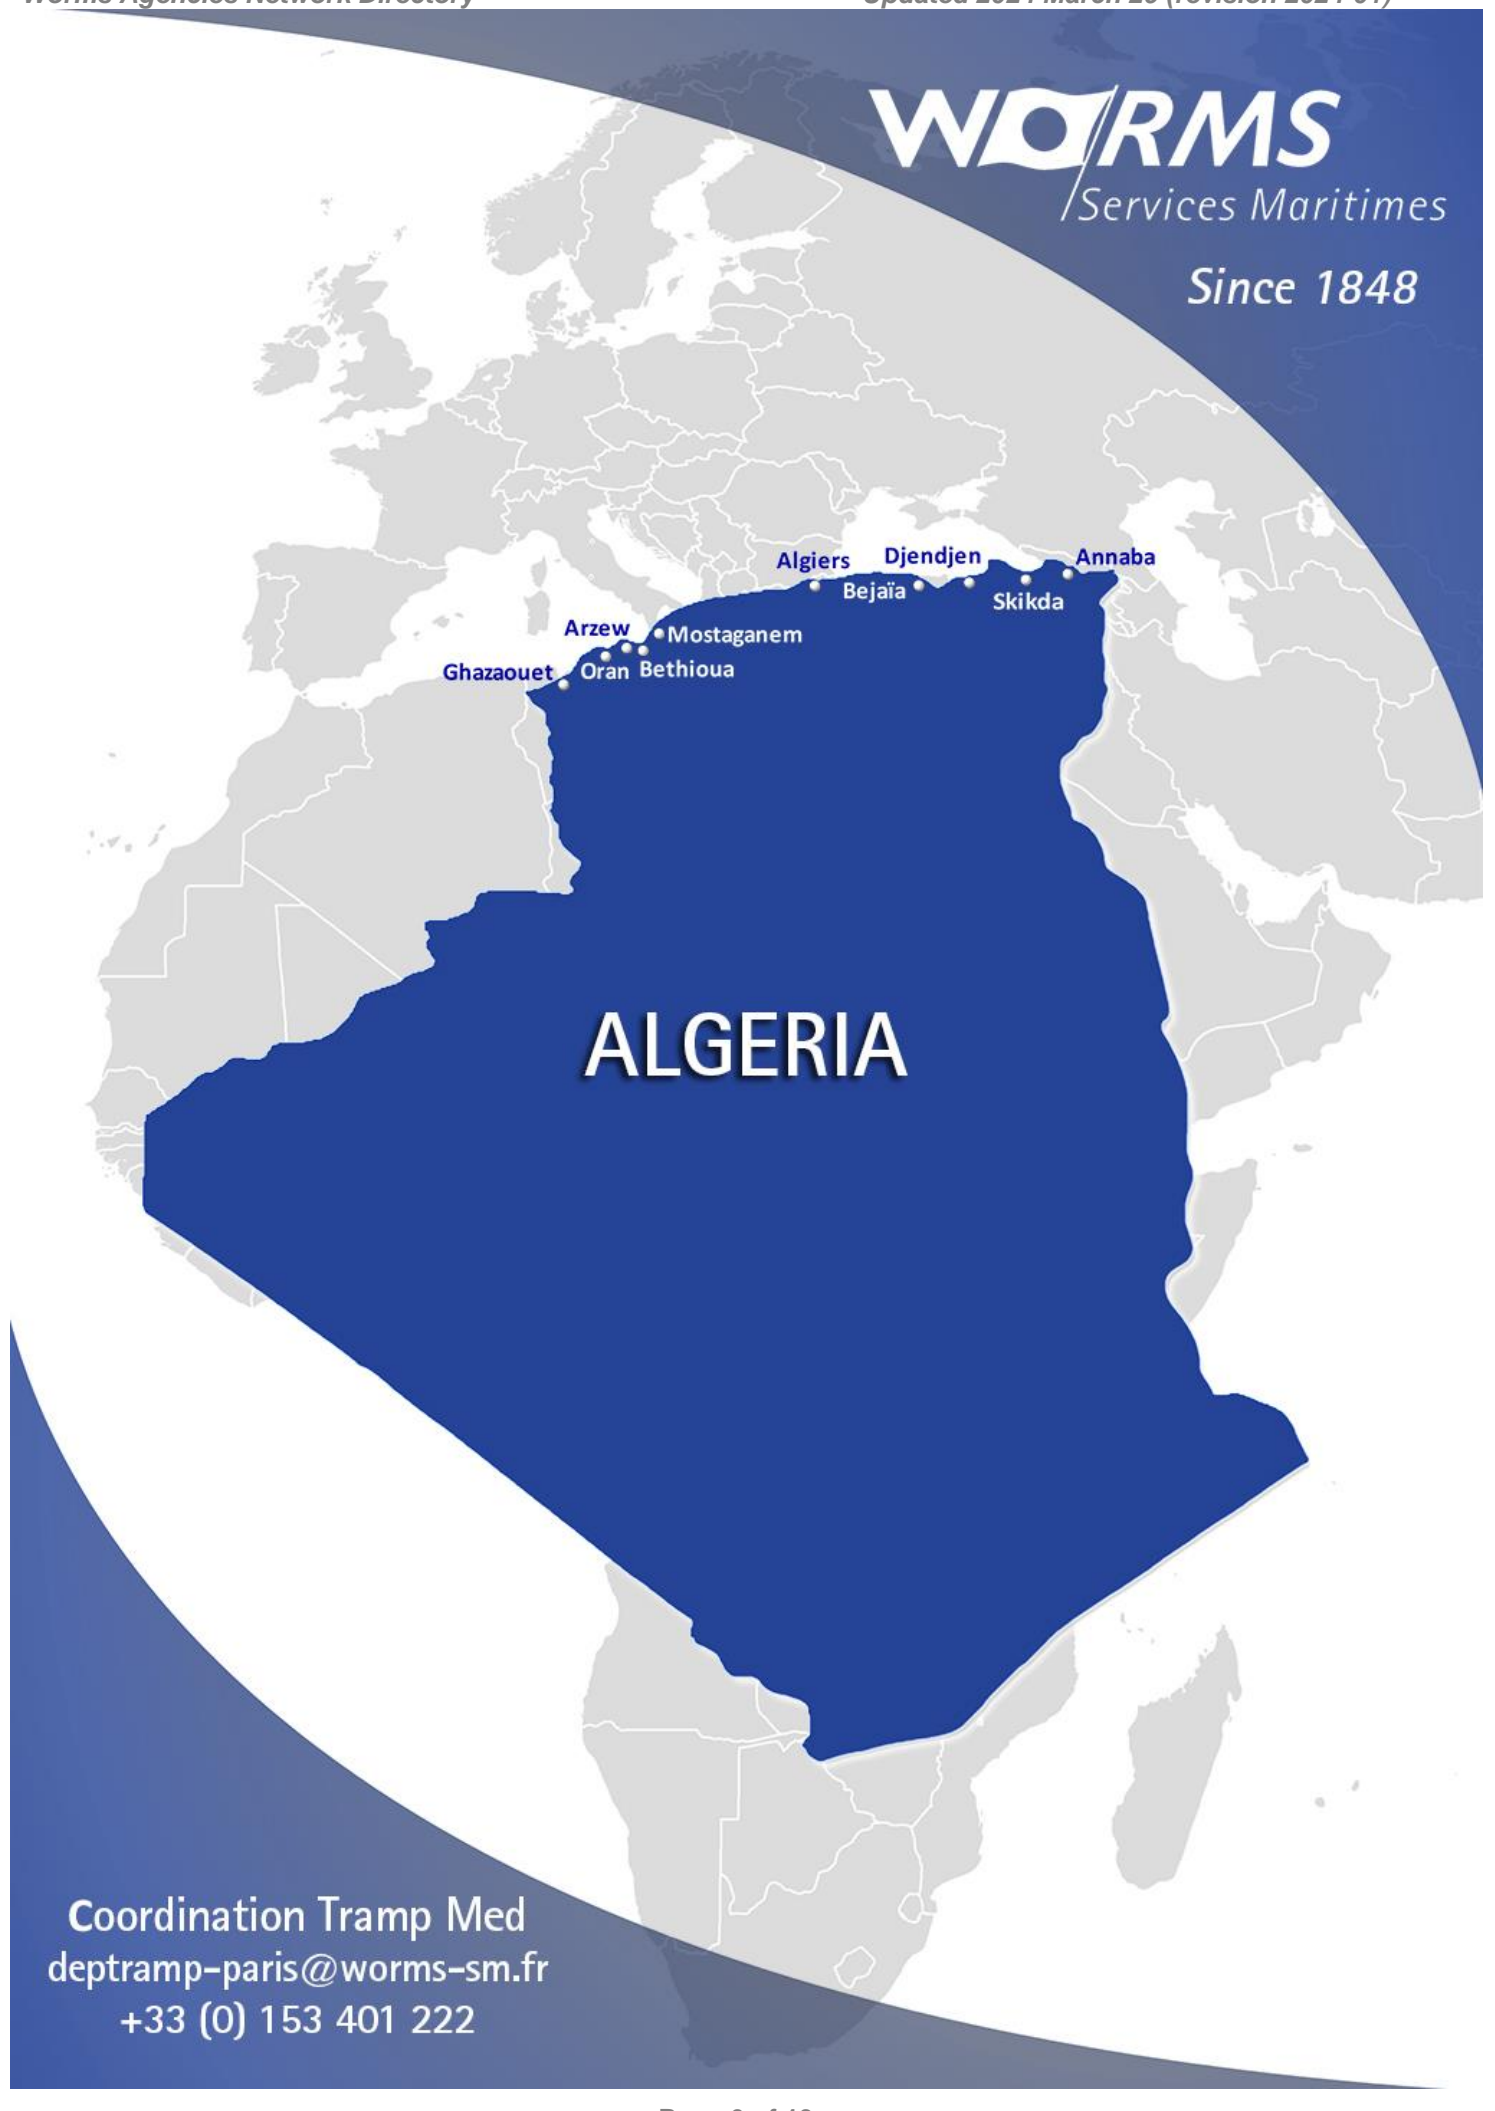 WORMS
Services Maritimes
Since 1848
Algiers
Djendjen
Annaba
Bejaïa
Skikda
Arzew
Mostaganem
Ghazaouet
Oran
Bethioua
ALGERIA
Coordination Tramp Med
deptramp-paris@worms-sm.fr
+33 (0) 153 401 222